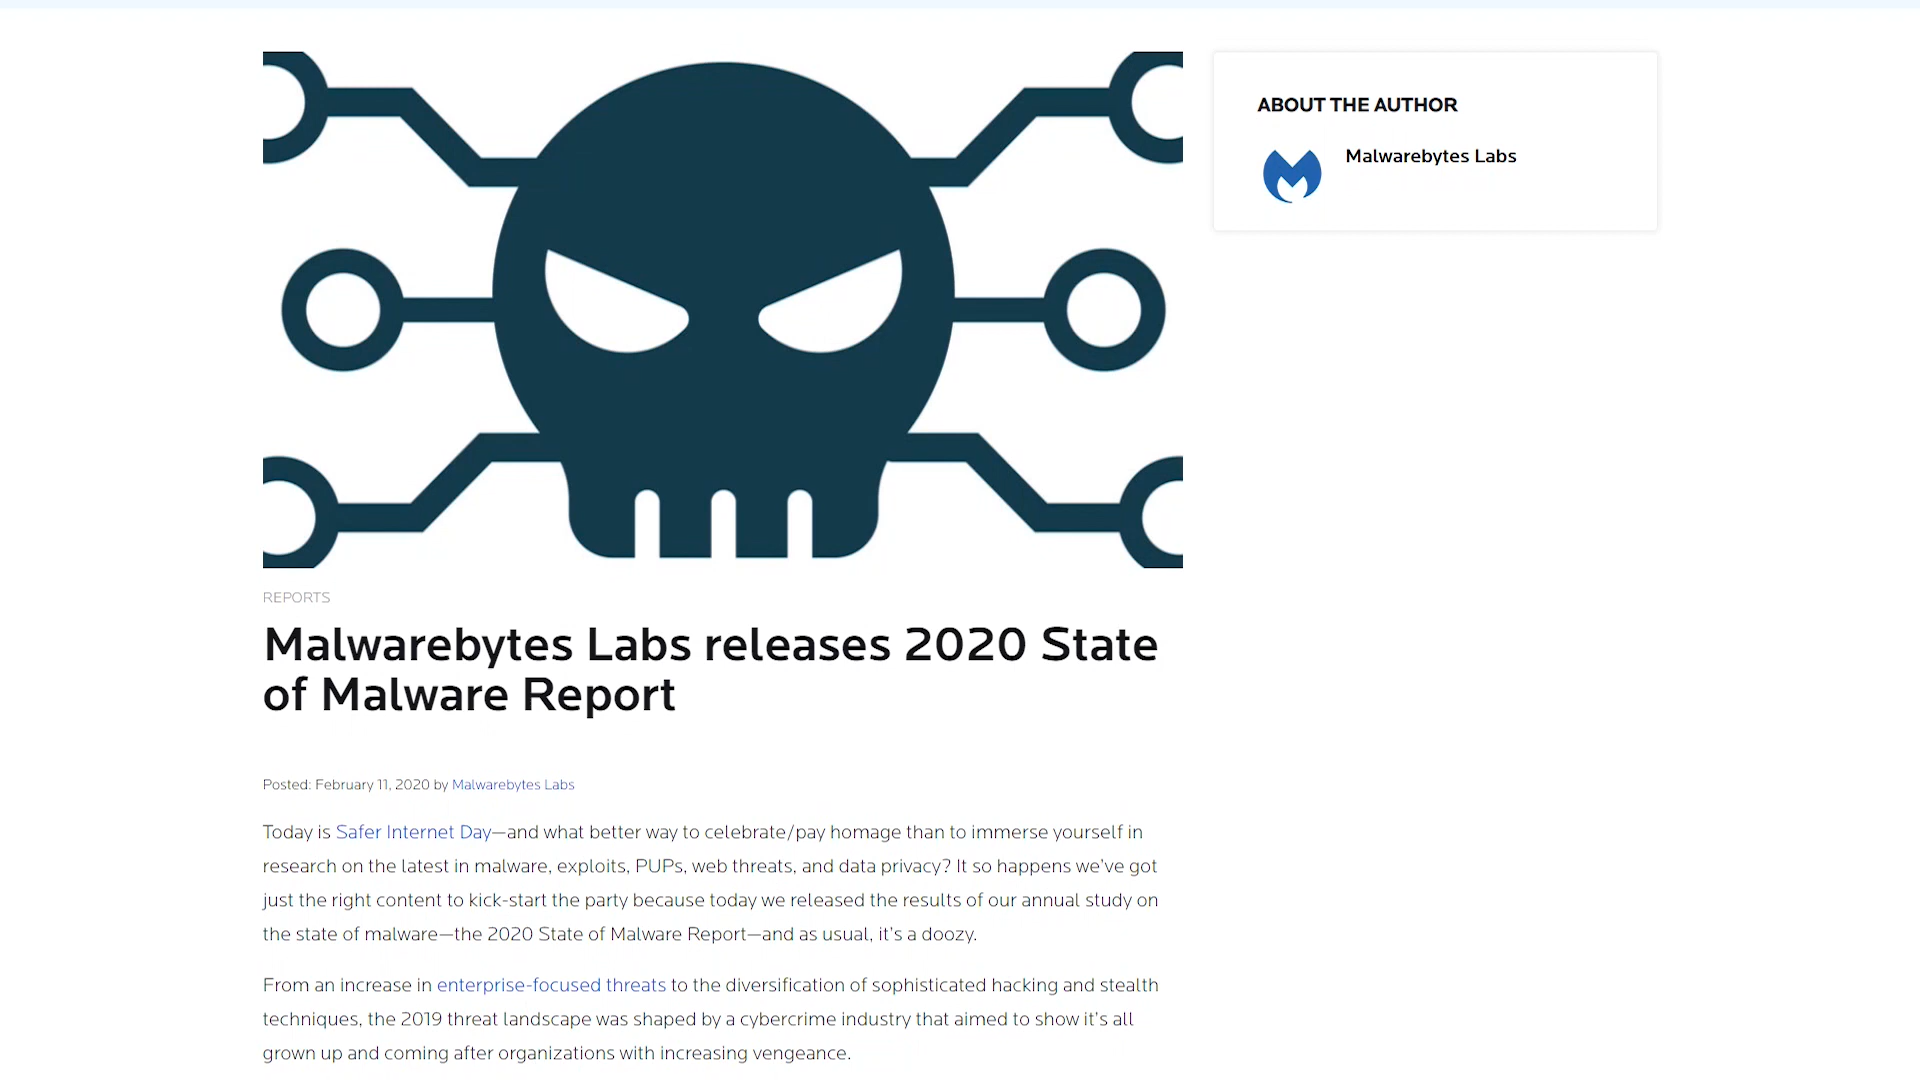 ABOUT THE AUTHOR
Malwarebytes Labs
REPORTS
Malwarebytes Labs releases 2020 State
of Malware Report
Posted: February 11, 2020 by Malwarebytes Labs
Today is Safer Internet Day—and what better way to celebrate/pay homage than to immerse yourself in
research on the latest in malware, exploits, PUPs, web threats, and data privacy? It so happens we've got
just the right content to kick-start the party because today we released the results of our annual study on
the state of malware—the 2020 State of Malware Report—and as usual, it's a doozy.
From an increase in enterprise-focused threats to the diversification of sophisticated hacking and stealth
techniques, the 2019 threat landscape was shaped by a cybercrime industry that aimed to show it's all
grown up and coming after organizations with increasing vengeance.